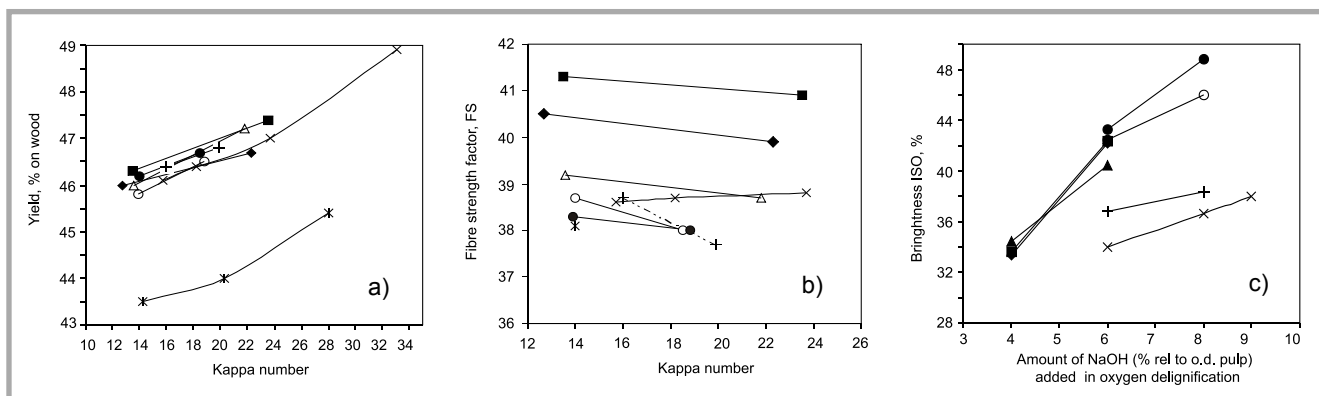 49
48
47
46
45
44
43
10 12 14 16 18 20 22 24 26 28 30 32 34
Yield, % on wood
Kappa number
a)
42
41
40
39
38
37
36
12 14 16 18 20 22 24 26
Fibre strength factor, FS
Kappa number
b)
48
44
40
36
32
28
3 4 5 6 7 8 9 10
Bringhtness ISO, %
Amount of NaOH (% rel to o.d. pulp)
added in oxygen delignification
c)